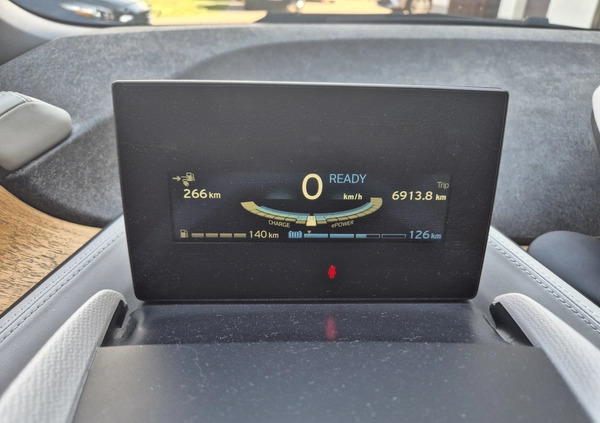 0 READY
Trip
266 km
km/h
6913.8 km
CHARGE
ePOWER
140 km
126 km